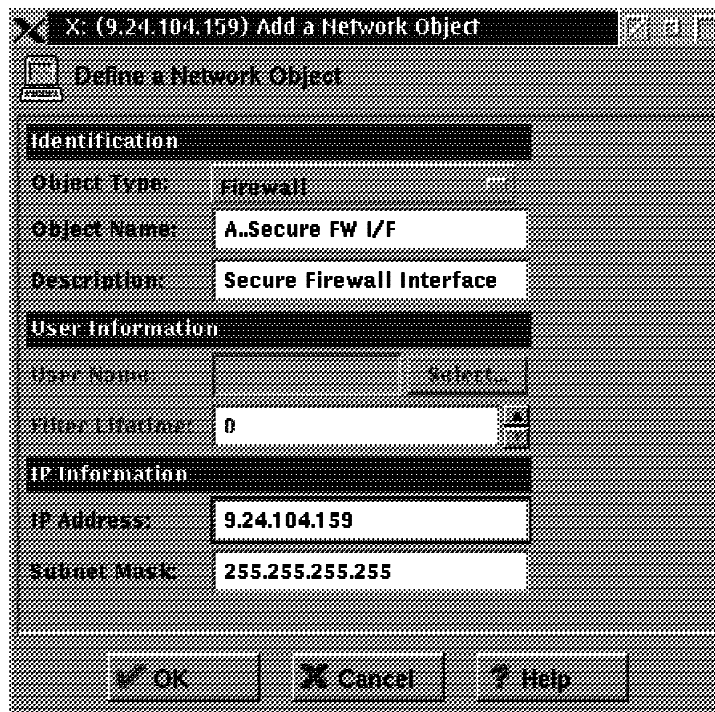 X: (9.24.104.159) Add a Network Object
Define a Network Object
Identification
Object Type: Firewall
Object Name: A..Secure FW I/F
Description: Secure Firewall Interface
User Information
User Name: Select...
Filter Lifetime: 0
IP Information
IP Address: 9.24.104.159
Subnet Mask: 255.255.255.255
OK Cancel ? Help